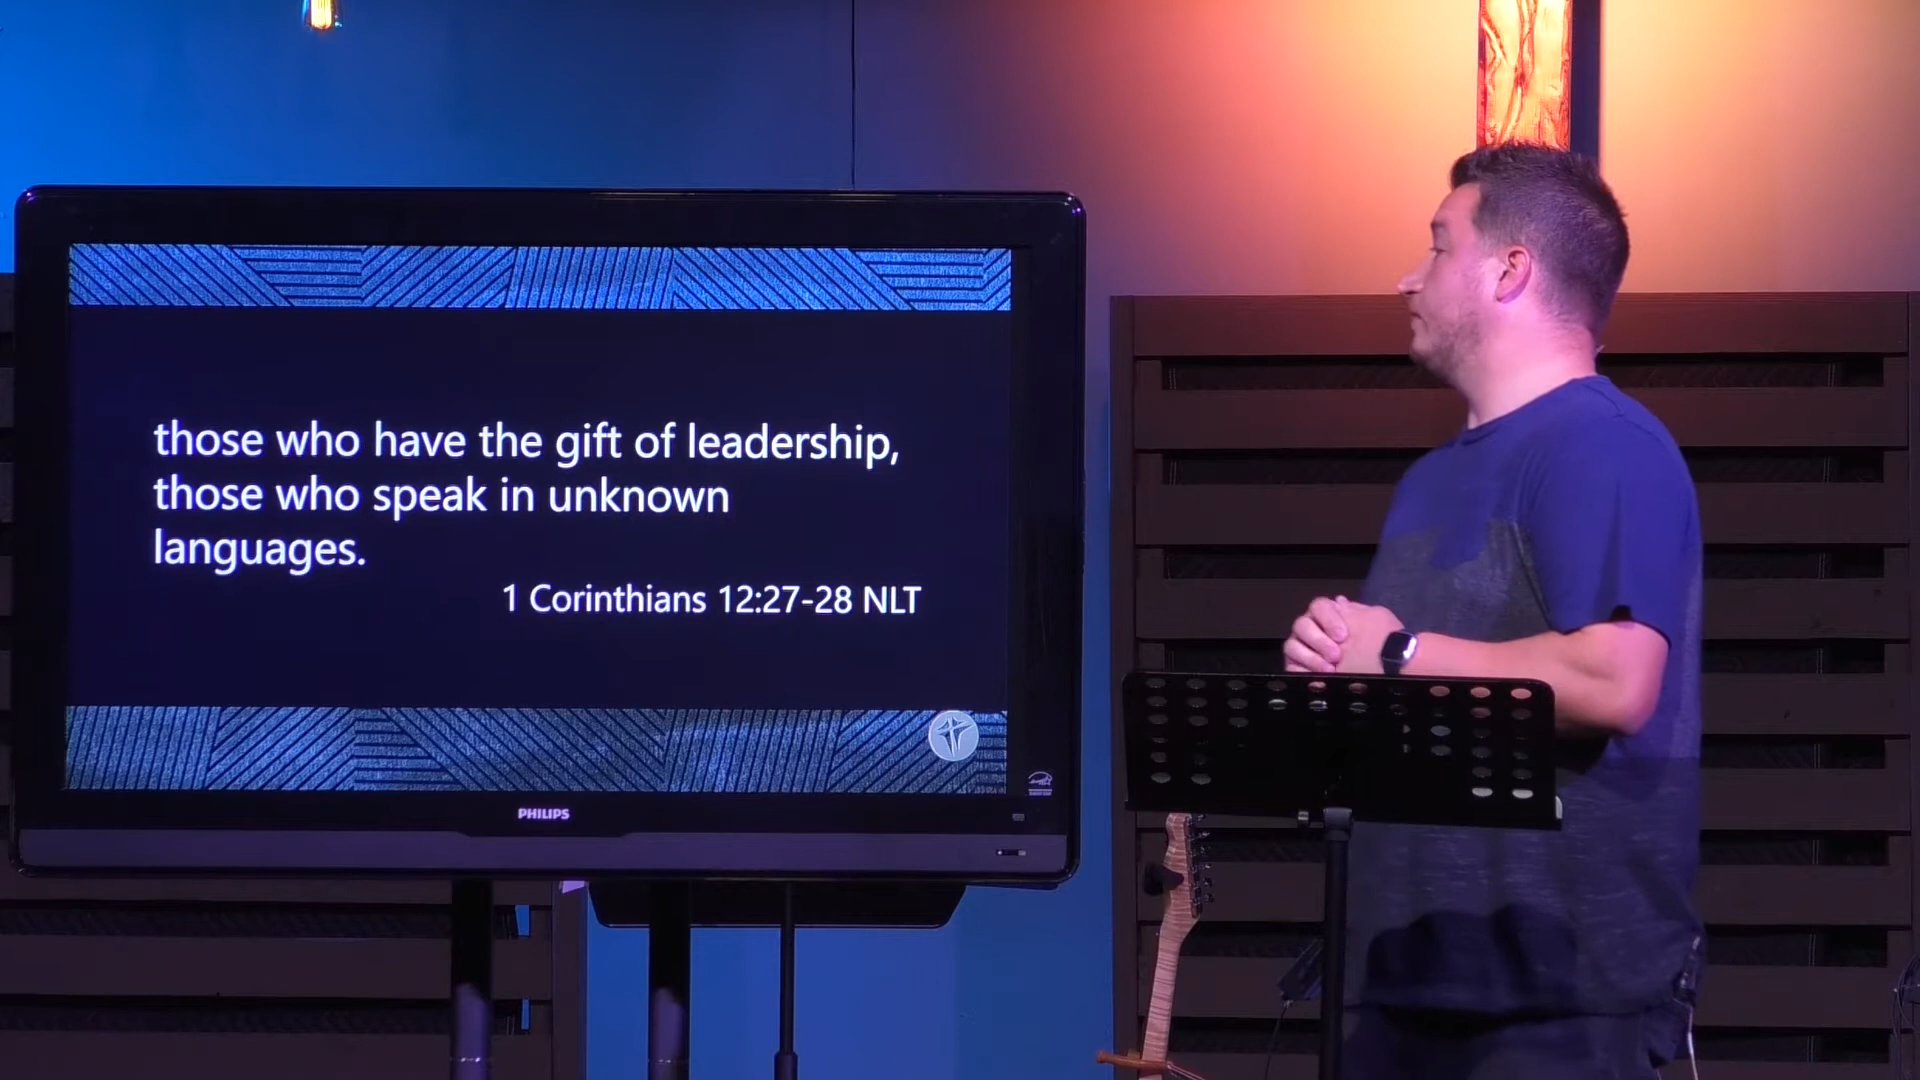 those who have the gift of leadership,
those who speak in unknown
languages.
1 Corinthians 12:27-28 NLT
PHILIPS